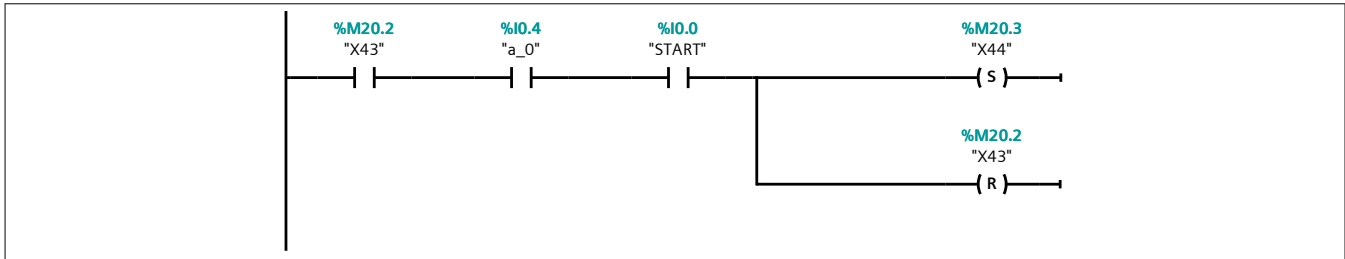 %M20.2
"X43"
%I0.4
"a_0"
%I0.0
"START"
%M20.3
"X44"
S
%M20.2
"X43"
R